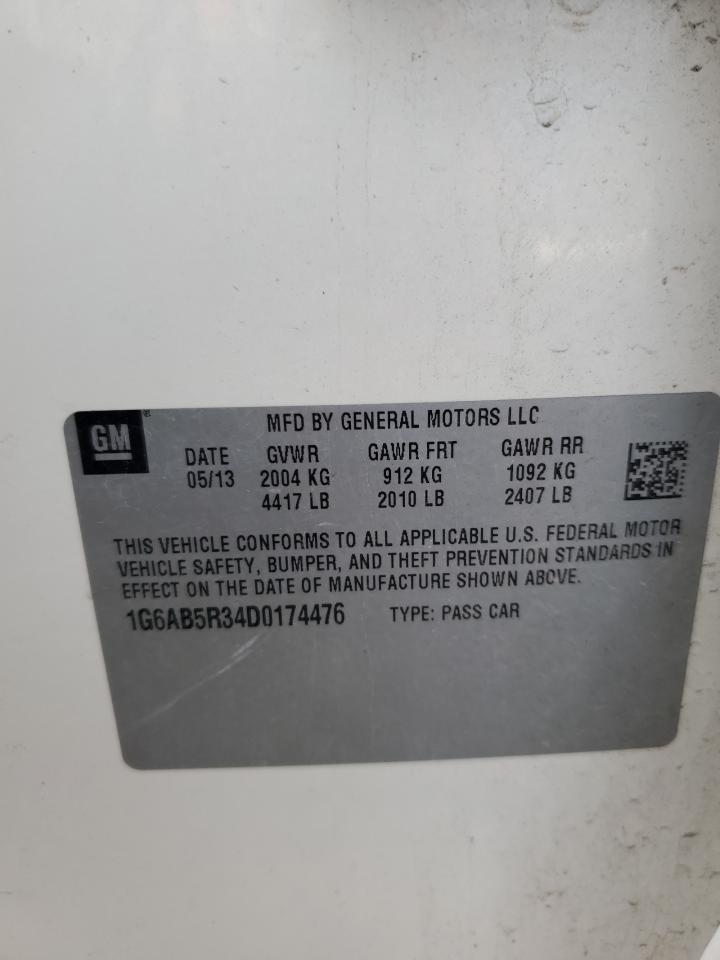 GM
®
MFD BY GENERAL MOTORS LLC
DATE GVWR GAWR FRT GAWR RR
05/13 2004 KG 912 KG 1092 KG
4417 LB 2010 LB 2407 LB
THIS VEHICLE CONFORMS TO ALL APPLICABLE U.S. FEDERAL MOTOR
VEHICLE SAFETY, BUMPER, AND THEFT PREVENTION STANDARDS IN
EFFECT ON THE DATE OF MANUFACTURE SHOWN ABOVE.
1G6AB5R34D0174476 TYPE: PASS CAR